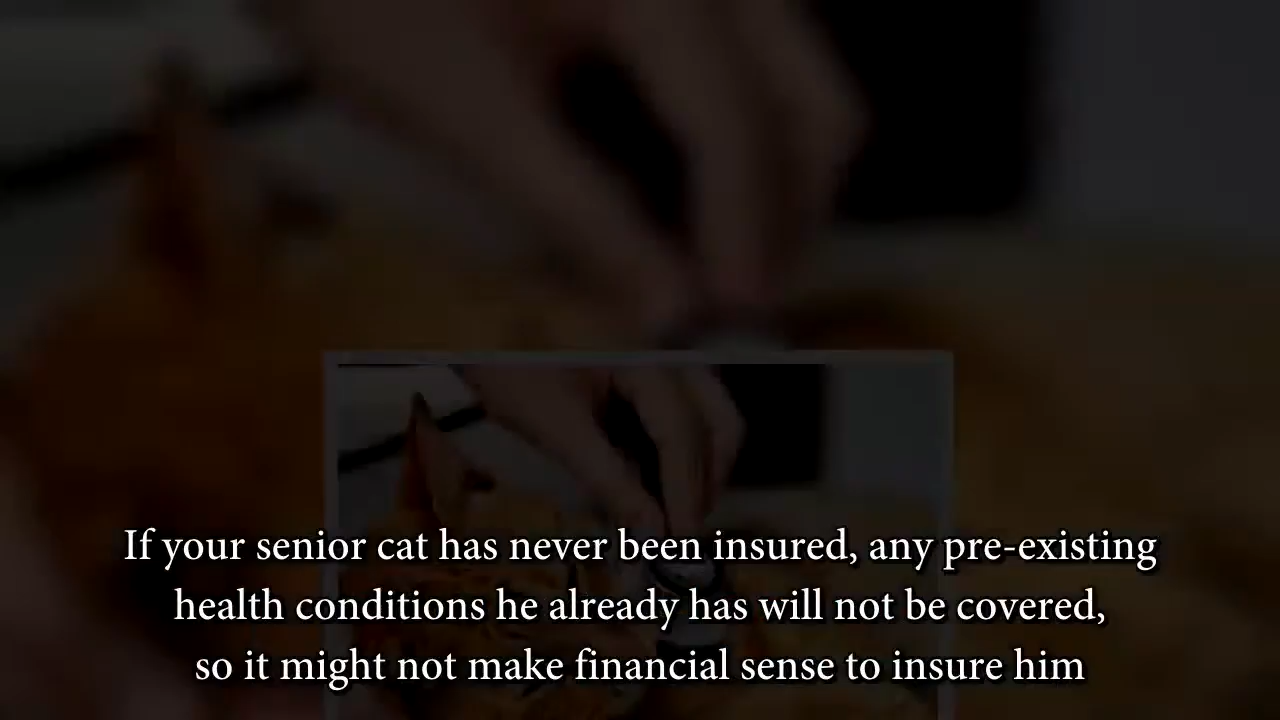 If your senior cat has never been insured, any pre-existing
health conditions he already has will not be covered,
so it might not make financial sense to insure him